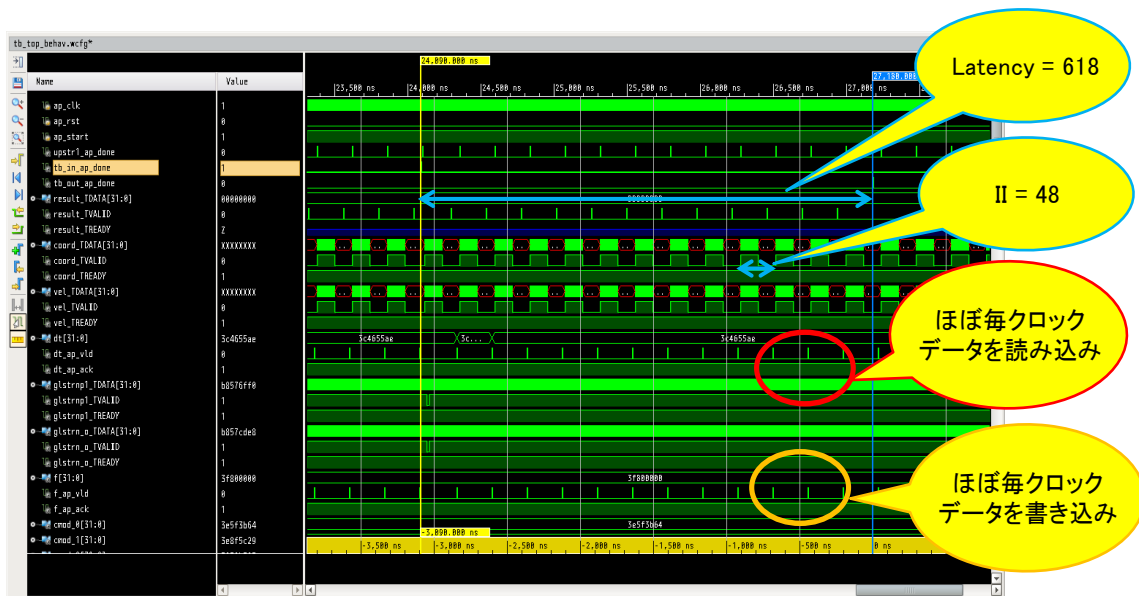 tb_top_behav.wcfg*
Name
Value
24,090.000 ns
23,500 ns
24,000 ns
24,500 ns
25,000 ns
25,500 ns
26,000 ns
26,500 ns
ap_clk 1
ap_rst 0
ap_start 1
upstr1_ap_done 0
tb_in_ap_done 1
tb_out_ap_done 0
result_TDATA[31:0] 00000000 00000000
result_TVALID 0
result_TREADY Z
coord_TDATA[31:0] XXXXXXXX
coord_TVALID 0
coord_TREADY 1
vel_TDATA[31:0] XXXXXXXX
vel_TVALID 0
vel_TREADY 1
dt[31:0] 3c4655ae 3c4655ae 3c... 3c4655ae
dt_ap_vld 0
dt_ap_ack 1
glstrnp1_TDATA[31:0] b8576ff0
glstrnp1_TVALID 1
glstrnp1_TREADY 1
glstrn_o_TDATA[31:0] b857cde8
glstrn_o_TVALID 1
glstrn_o_TREADY 1
f[31:0] 3f800000 3f800000
f_ap_vld 0
f_ap_ack 1
cmod_0[31:0] 3e5f3b64 3e5f3b64
cmod_1[31:0] 3e8f5c29
-3,090.000 ns
-3,500 ns
-3,000 ns
-2,500 ns
-2,000 ns
-1,500 ns
-1,000 ns
-500 ns
0 ns
Latency = 618
II = 48
ほぼ毎クロック
データを読み込み
ほぼ毎クロック
データを書き込み